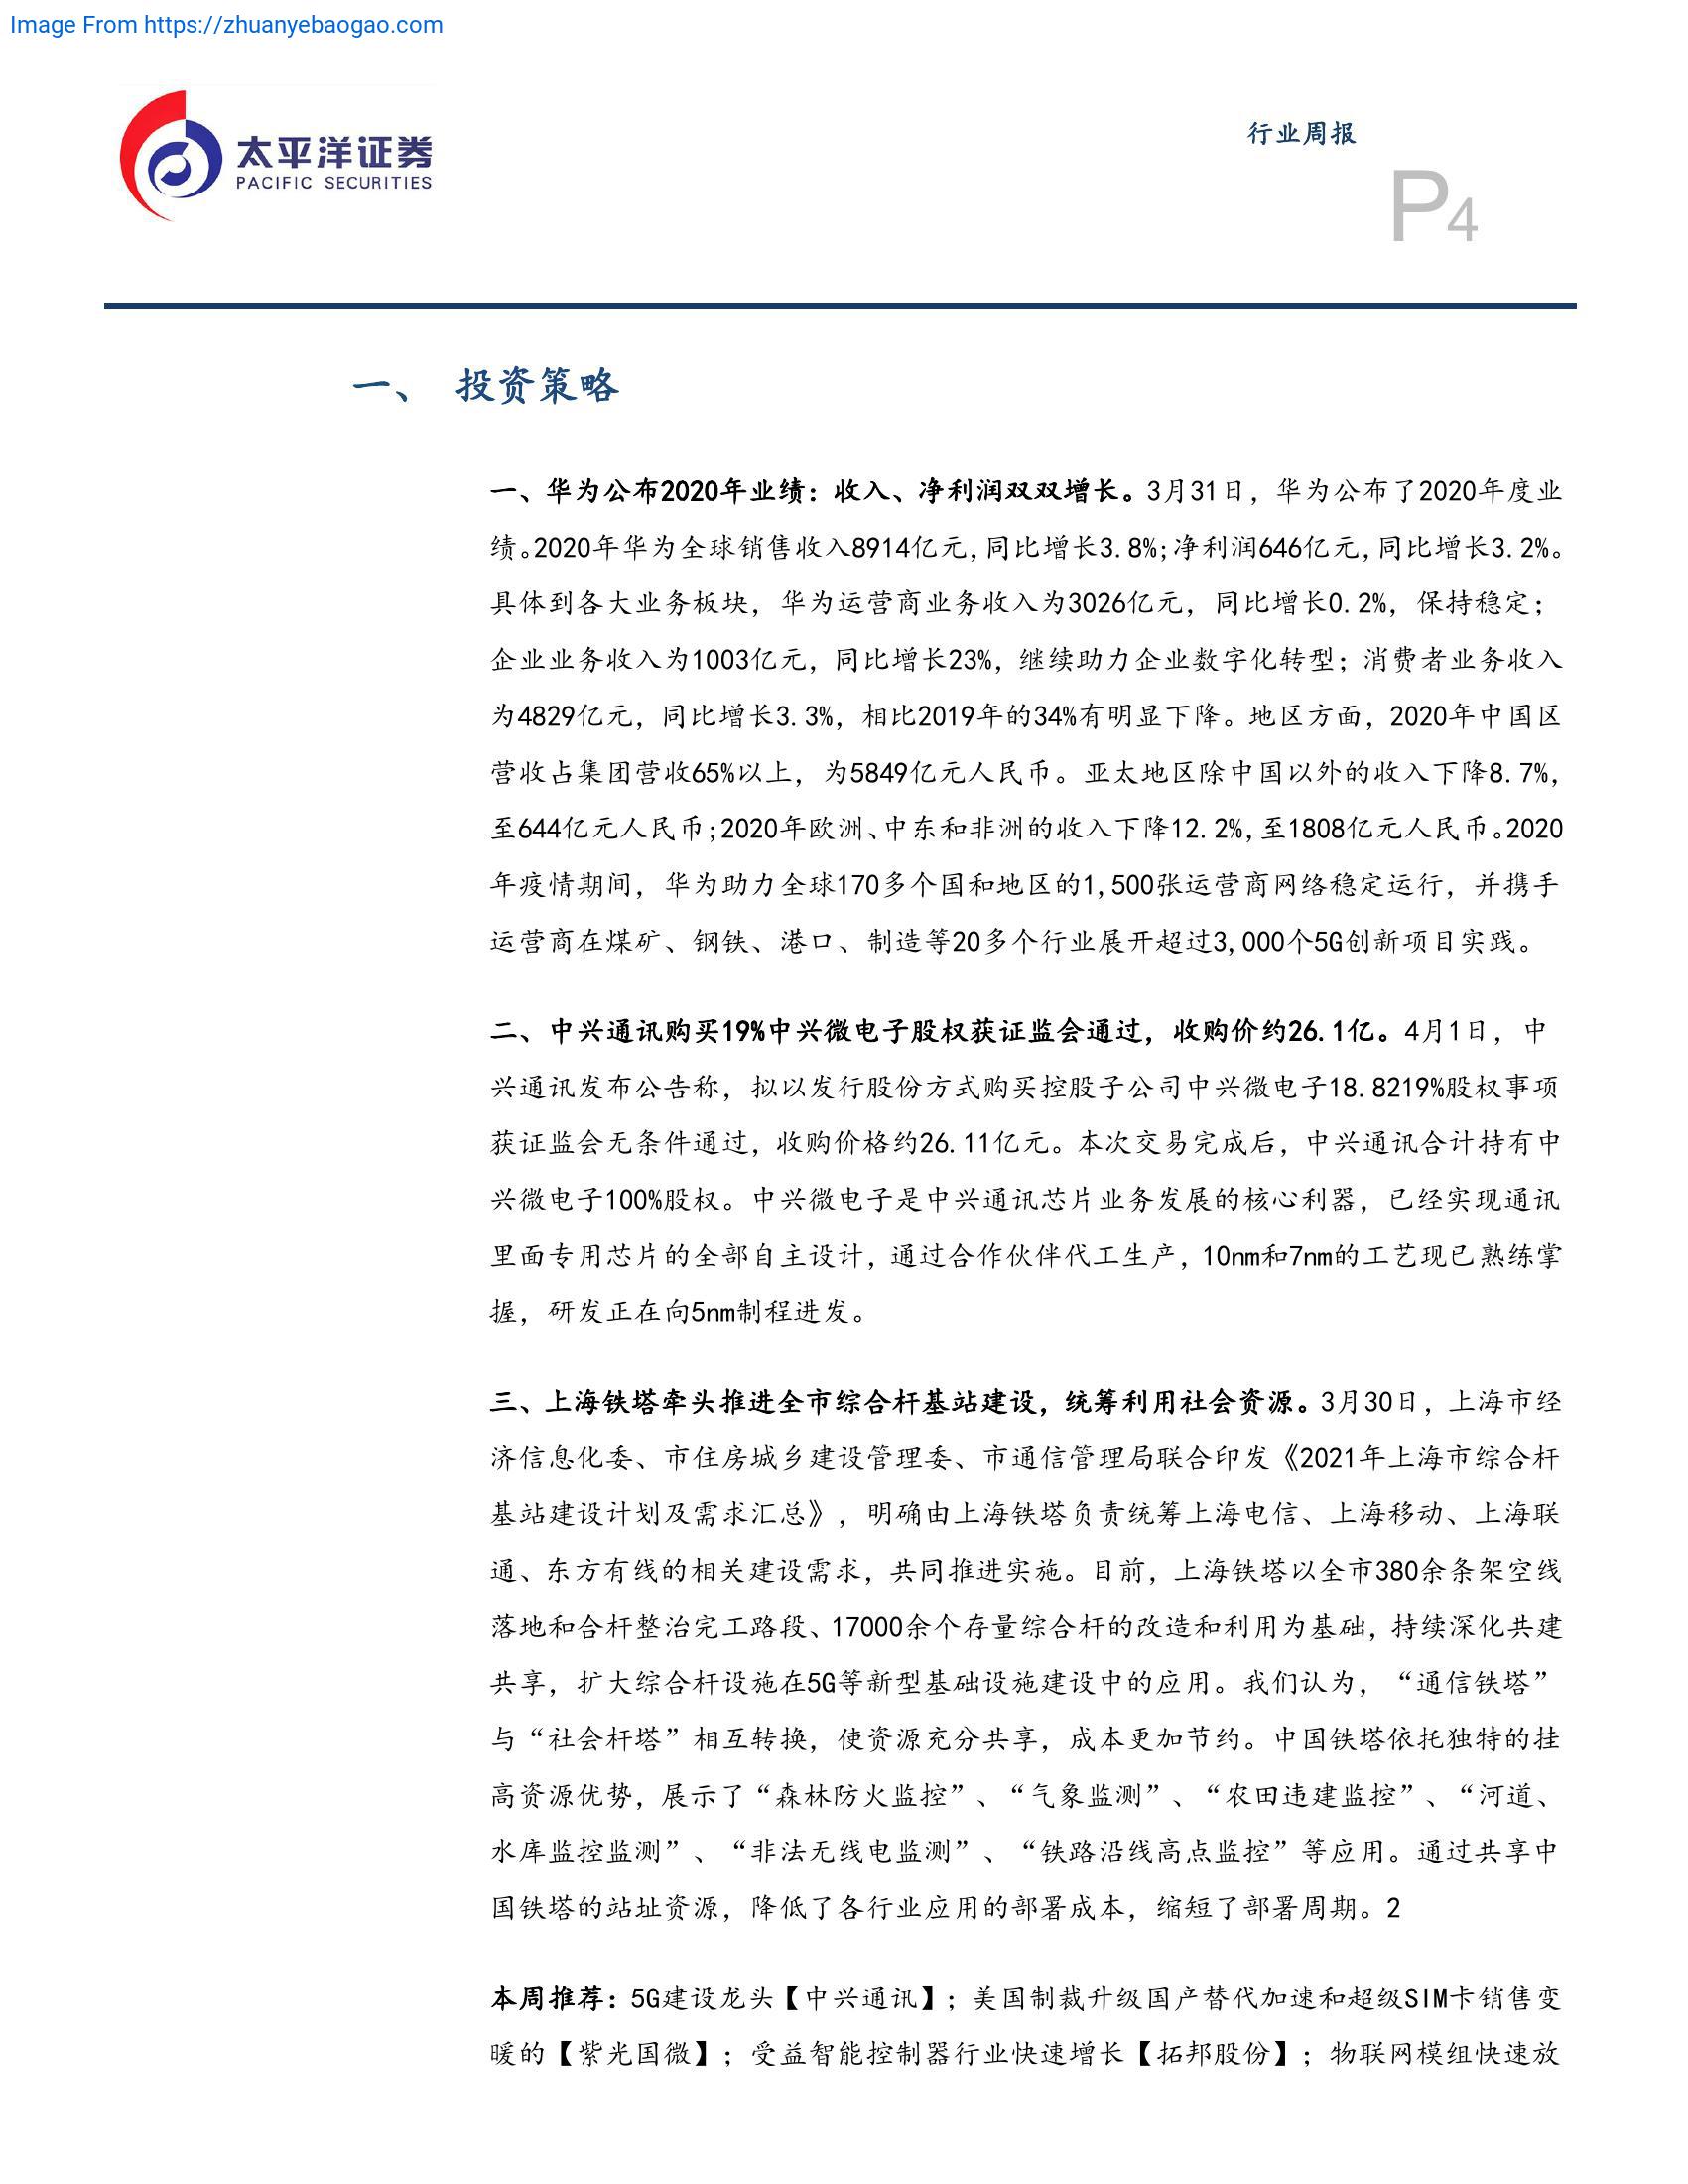 Image From https://zhuanyebaogao.com
太平洋证券
PACIFIC SECURITIES
行业周报
P4
一、 投资策略
一、华为公布2020年业绩：收入、净利润双双增长。3月31日，华为公布了2020年度业
绩。2020年华为全球销售收入8914亿元,同比增长3.8%;净利润646亿元,同比增长3.2%。
具体到各大业务板块，华为运营商业务收入为3026亿元，同比增长0.2%，保持稳定；
企业业务收入为1003亿元，同比增长23%，继续助力企业数字化转型；消费者业务收入
为4829亿元，同比增长3.3%，相比2019年的34%有明显下降。地区方面，2020年中国区
营收占集团营收65%以上，为5849亿元人民币。亚太地区除中国以外的收入下降8.7%，
至644亿元人民币;2020年欧洲、中东和非洲的收入下降12.2%,至1808亿元人民币。2020
年疫情期间，华为助力全球170多个国和地区的1,500张运营商网络稳定运行，并携手
运营商在煤矿、钢铁、港口、制造等20多个行业展开超过3,000个5G创新项目实践。
二、中兴通讯购买19%中兴微电子股权获证监会通过，收购价约26.1亿。4月1日，中
兴通讯发布公告称，拟以发行股份方式购买控股子公司中兴微电子18.8219%股权事项
获证监会无条件通过，收购价格约26.11亿元。本次交易完成后，中兴通讯合计持有中
兴微电子100%股权。中兴微电子是中兴通讯芯片业务发展的核心利器，已经实现通讯
里面专用芯片的全部自主设计，通过合作伙伴代工生产，10nm和7nm的工艺现已熟练掌
握，研发正在向5nm制程进发。
三、上海铁塔牵头推进全市综合杆基站建设，统筹利用社会资源。3月30日，上海市经
济信息化委、市住房城乡建设管理委、市通信管理局联合印发《2021年上海市综合杆
基站建设计划及需求汇总》，明确由上海铁塔负责统筹上海电信、上海移动、上海联
通、东方有线的相关建设需求，共同推进实施。目前，上海铁塔以全市380余条架空线
落地和合杆整治完工路段、17000余个存量综合杆的改造和利用为基础，持续深化共建
共享，扩大综合杆设施在5G等新型基础设施建设中的应用。我们认为，“通信铁塔”
与“社会杆塔”相互转换，使资源充分共享，成本更加节约。中国铁塔依托独特的挂
高资源优势，展示了“森林防火监控”、“气象监测”、“农田违建监控”、“河道、
水库监控监测”、“非法无线电监测”、“铁路沿线高点监控”等应用。通过共享中
国铁塔的站址资源，降低了各行业应用的部署成本，缩短了部署周期。2
本周推荐：5G建设龙头【中兴通讯】；美国制裁升级国产替代加速和超级SIM卡销售变
暖的【紫光国微】；受益智能控制器行业快速增长【拓邦股份】；物联网模组快速放